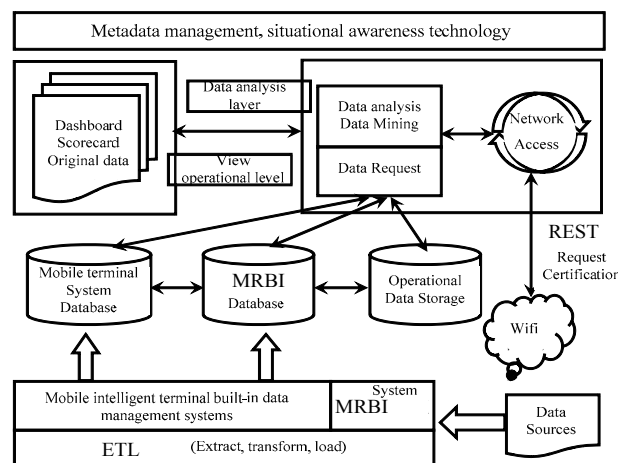 Metadata management, situational awareness technology
Data analysis
layer
Dashboard
Scorecard
Original data
View
operational level
Data analysis
Data Mining
Data Request
Network
Access
REST
Request
Certification
Mobile terminal
System
Database
MRBI
Database
Operational
Data Storage
Wifi
Mobile intelligent terminal built-in data
management systems
System
MRBI
Data
Sources
ETL (Extract, transform, load)